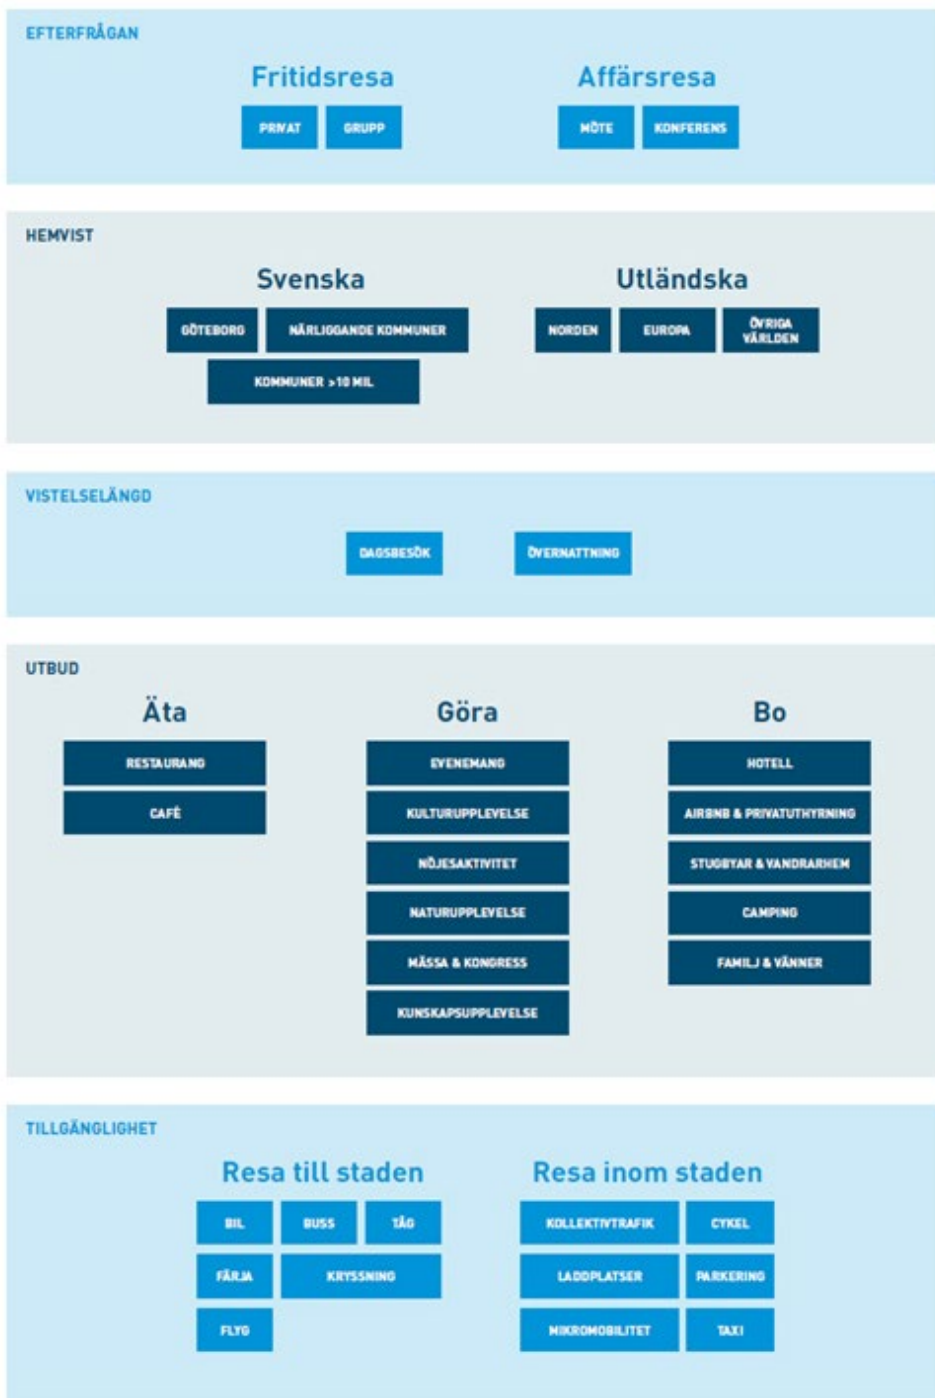 EFTERFRÅGAN
Fritidsresa
PRIVAT
GRUPP
Affärsresa
MÖTE
KONFERENS
HEMVIST
Svenska
GÖTEBORG
NÄRLIGGANDE KOMMUNER
KOMMUNER >10 MIL
Utländska
NORDEN
EUROPA
ÖVRIGA
VÄRLDEN
VISTELSELÄNGD
DAGSBESÖK
ÖVERNATTNING
UTBUD
Äta
RESTAURANG
CAFÉ
Göra
EVENEMANG
KULTURUPPLEVELSE
NÖJESAKTIVITET
NATURUPPLEVELSE
MÄSSA & KONGRESS
KUNSKAPSUPPLEVELSE
Bo
HOTELL
AIRBNB & PRIVATUTHYRNING
STUGBYAR & VANDRARHEM
CAMPING
FAMILJ & VÄNNER
TILLGÄNGLIGHET
Resa till staden
BIL
BUSS
TÅG
FÄRJA
KRYSSNING
FLYG
Resa inom staden
KOLLEKTIVTRAFIK
CYKEL
LADDPLATSER
PARKERING
MIKROMOBILITET
TAXI